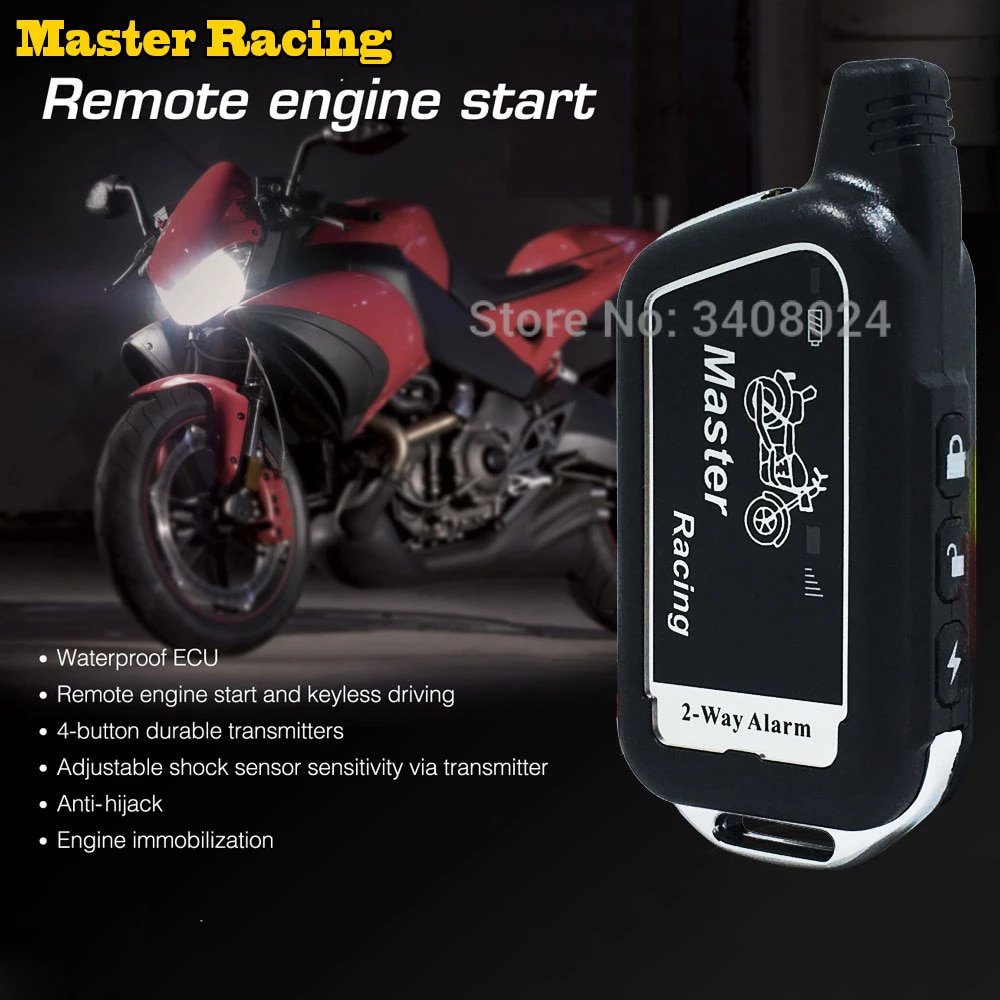 Master Racing
Remote engine start
Store No: 3408024
Master
Racing
2-Way Alarm
• Waterproof ECU
• Remote engine start and keyless driving
• 4-button durable transmitters
• Adjustable shock sensor sensitivity via transmitter
• Anti-hijack
• Engine immobilization